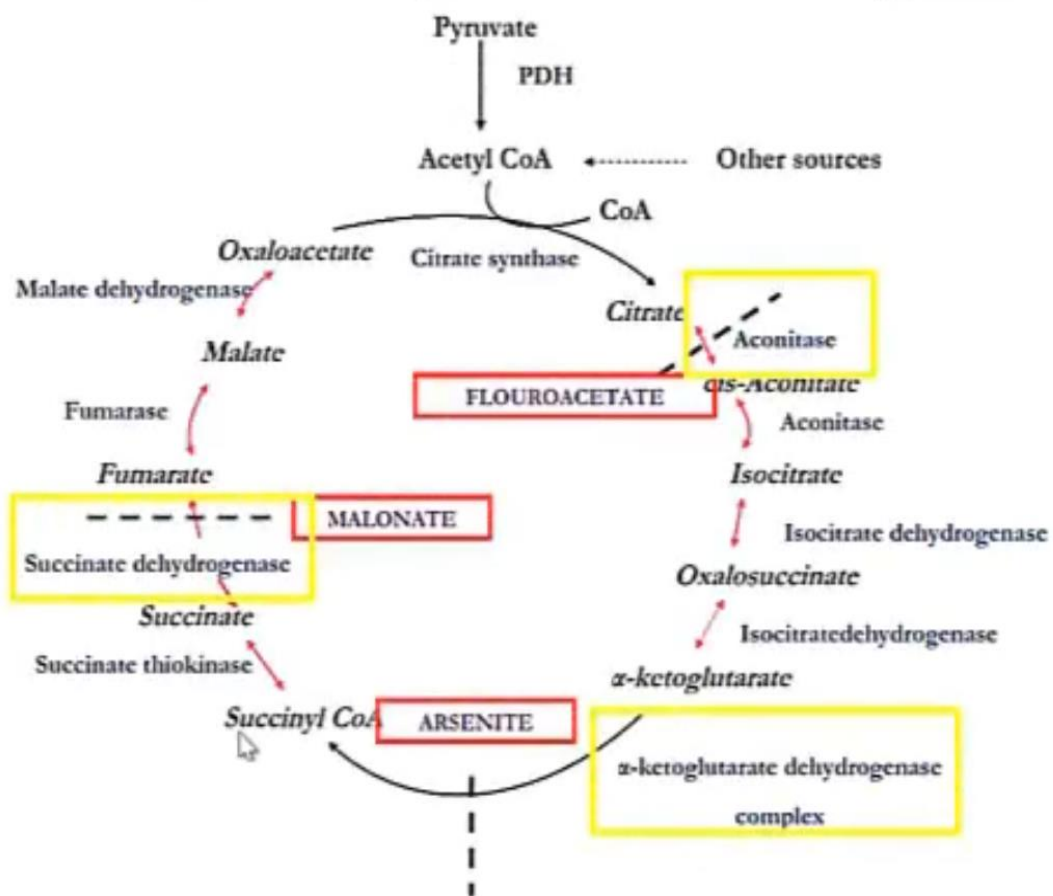 Pyruvate
PDH
Acetyl CoA
Other sources
CoA
Oxaloacetate
Citrate synthase
Malate dehydrogenase
Citrate
Aconitase
Malate
cis-Aconitate
FLOUROACETATE
Fumarase
Aconitase
Fumarate
Isocitrate
MALONATE
Isocitrate dehydrogenase
Succinate dehydrogenase
Oxalosuccinate
Succinate
Isocitratedehydrogenase
Succinate thiokinase
α-ketoglutarate
Succinyl CoA
ARSENITE
α-ketoglutarate dehydrogenase
complex